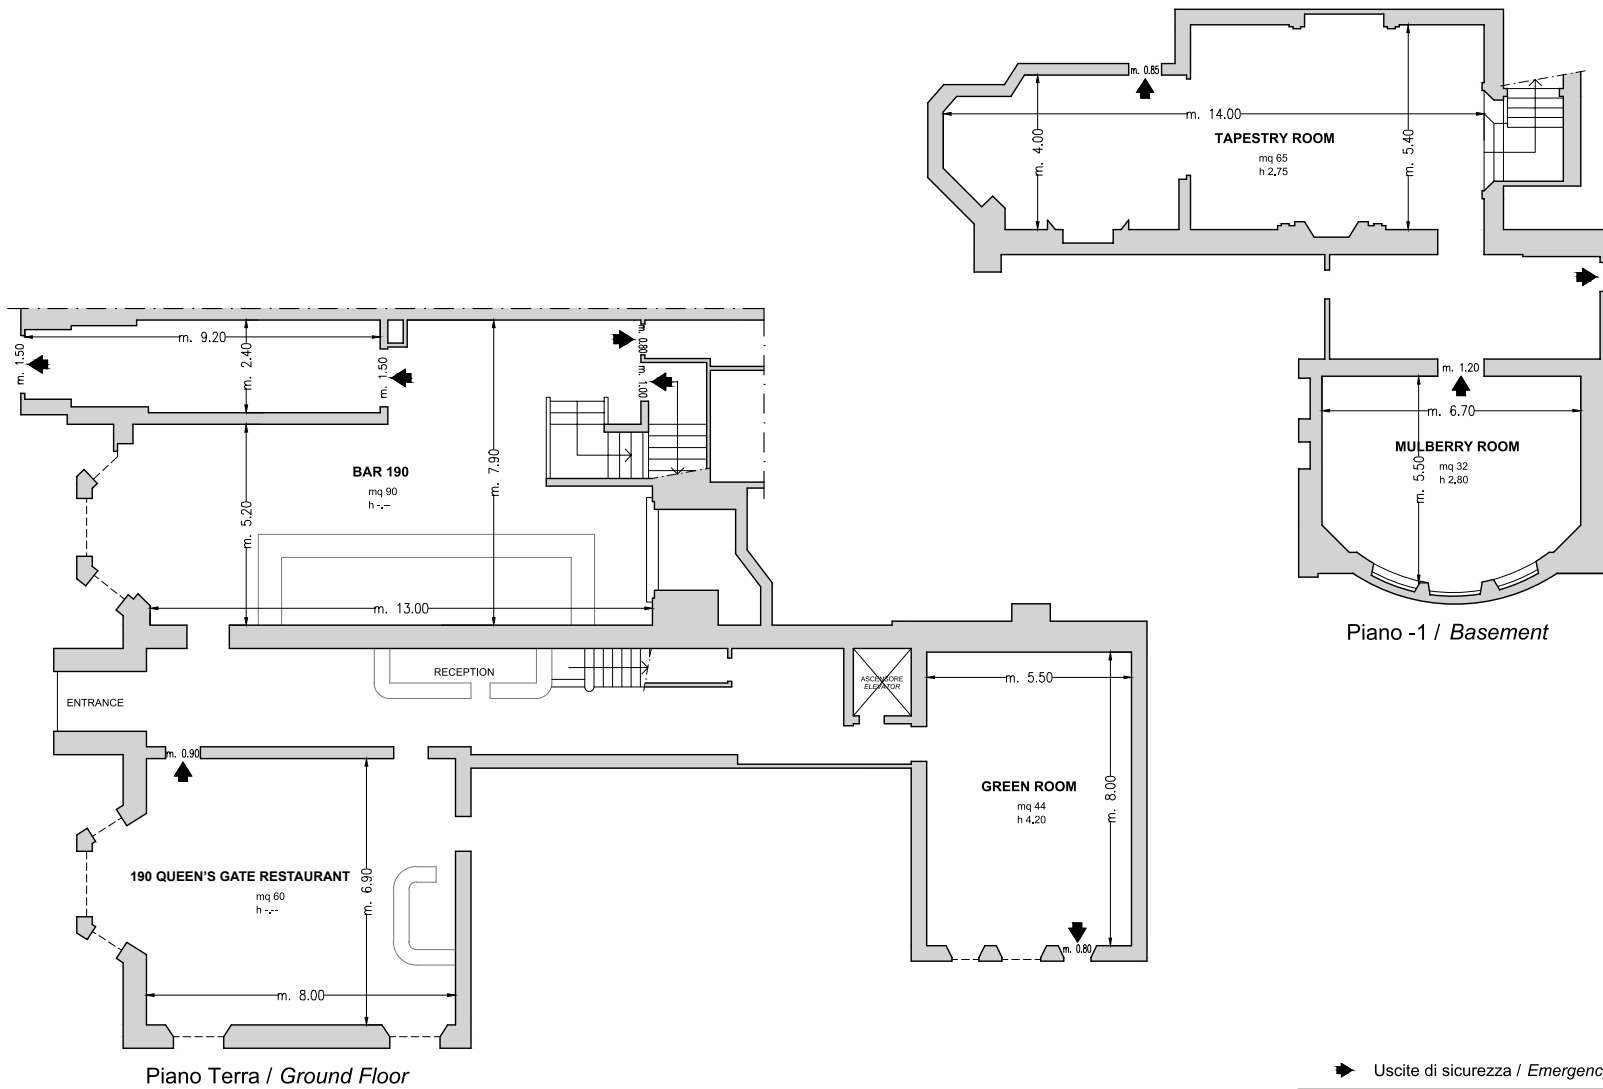 m. 0.85
m. 14.00
TAPESTRY ROOM
mq 65
h 2.75
m. 4.00
m. 5.40
m. 1.20
m. 6.70
MULBERRY ROOM
mq 32
h 2.80
m. 5.50
Piano -1 / Basement
m. 9.20
m. 1.50
m. 2.40
m. 1.50
m. 0.80
m. 1.00
m. 7.90
BAR 190
mq 90
h -.--
m. 5.20
m. 13.00
RECEPTION
ENTRANCE
ASCENSORE
ELEVATOR
m. 5.50
m. 0.90
GREEN ROOM
mq 44
h 4.20
m. 8.00
m. 0.80
190 QUEEN'S GATE RESTAURANT
mq 60
h -.--
m. 6.90
m. 8.00
Piano Terra / Ground Floor
Uscite di sicurezza / Emergency